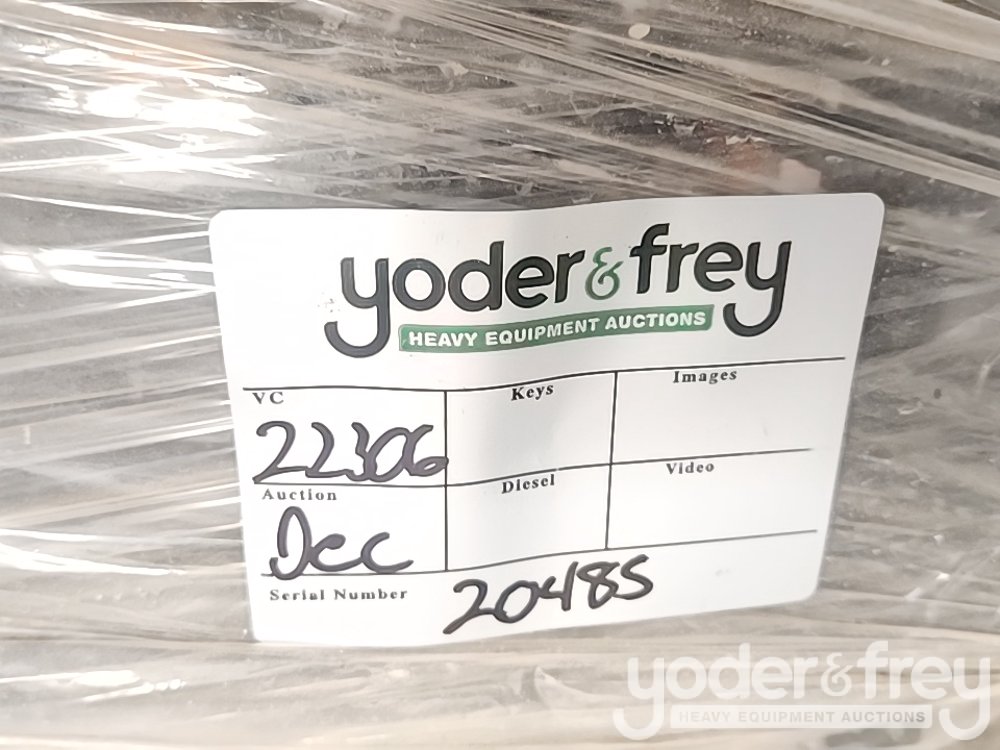 yoder&frey
HEAVY EQUIPMENT AUCTIONS
VC
Keys
Images
22306
Auction
Diesel
Video
Dec
Serial Number
20485
yoder&frey
HEAVY EQUIPMENT AUCTIONS